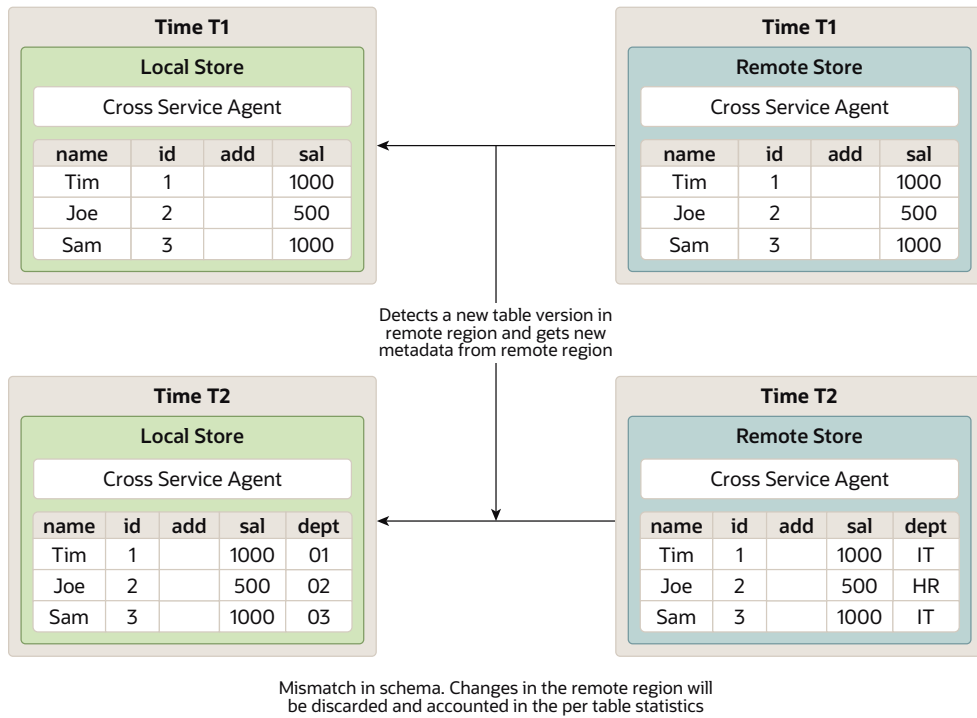 Time T1
Local Store
Cross Service Agent
name id add sal
Tim 1 1000
Joe 2 500
Sam 3 1000
Time T1
Remote Store
Cross Service Agent
name id add sal
Tim 1 1000
Joe 2 500
Sam 3 1000
Detects a new table version in
remote region and gets new
metadata from remote region
Time T2
Local Store
Cross Service Agent
name id add sal dept
Tim 1 1000 01
Joe 2 500 02
Sam 3 1000 03
Time T2
Remote Store
Cross Service Agent
name id add sal dept
Tim 1 1000 IT
Joe 2 500 HR
Sam 3 1000 IT
Mismatch in schema. Changes in the remote region will
be discarded and accounted in the per table statistics